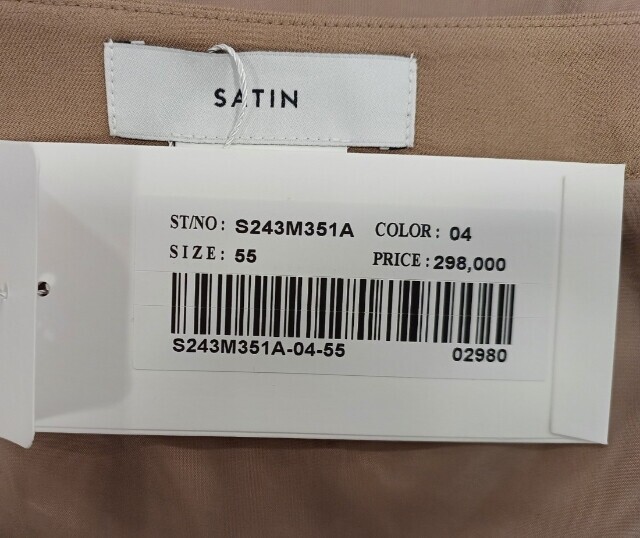 SATIN
ST/NO: S243M351A COLOR: 04
SIZE: 55 PRICE: 298,000
S243M351A-04-55 02980